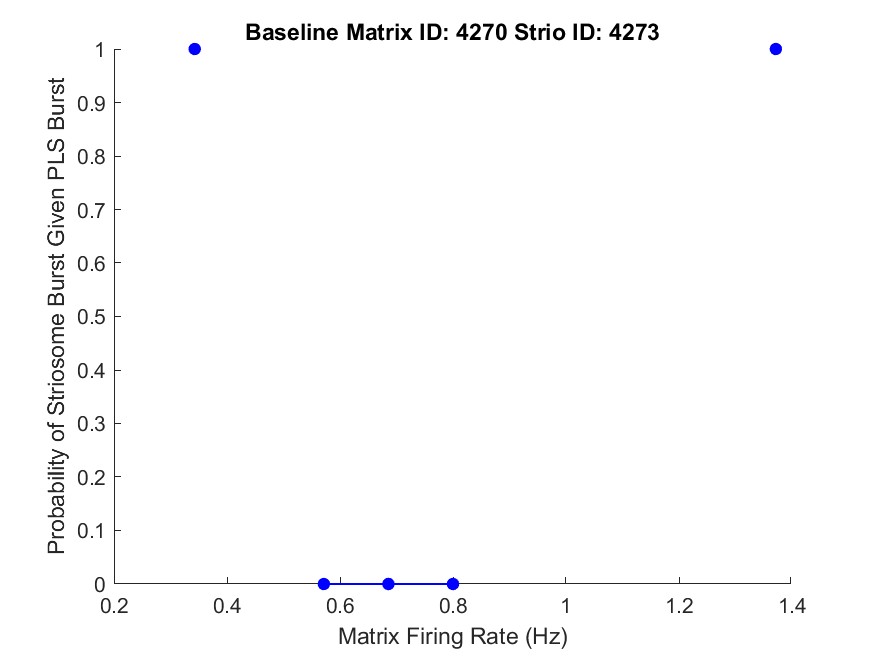 Baseline Matrix ID: 4270 Strio ID: 4273
Probability of Striosome Burst Given PLS Burst
1
0.9
0.8
0.7
0.6
0.5
0.4
0.3
0.2
0.1
0
0.2 0.4 0.6 0.8 1 1.2 1.4
Matrix Firing Rate (Hz)